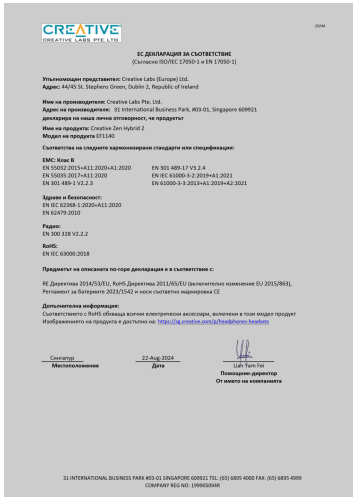 2024A
CREATIVE
CREATIVE LABS PTE. LTD.
ЕС ДЕКЛАРАЦИЯ ЗА СЪОТВЕТСТВИЕ
(Съгласно ISO/IEC 17050-1 и EN 17050-1)
Упълномощен представител: Creative Labs (Europe) Ltd.
Адрес: 44/45 St. Stephens Green, Dublin 2, Republic of Ireland
Име на производителя: Creative Labs Pte. Ltd.
Адрес на производителя: 31 International Business Park, #03-01, Singapore 609921
декларира на наша лична отговорност, че продуктът
Име на продукта: Creative Zen Hybrid 2
Модел на продукта EF1140
Съответства на следните хармонизирани стандарти или спецификации:
EMC: Клас B
EN 55032:2015+A11:2020+A1:2020 EN 301 489-17 V3.2.4
EN 55035:2017+A11:2020 EN IEC 61000-3-2:2019+A1:2021
EN 301 489-1 V2.2.3 EN 61000-3-3:2013+A1:2019+A2:2021
Здраве и безопасност:
EN IEC 62368-1:2020+A11:2020
EN 62479:2010
Радио:
EN 300 328 V2.2.2
RoHS:
EN IEC 63000:2018
Предметът на описаната по-горе декларация е в съответствие с:
RE Директива 2014/53/EU, RoHS Директива 2011/65/EU (включително изменение EU 2015/863),
Регламент за батериите 2023/1542 и носи съответно маркировка CE
Допълнителна информация:
Съответствието с RoHS обхваща всички електрически аксесоари, включени в този модел продукт
Изображението на продукта е достъпно на: https://sg.creative.com/p/headphones-headsets
Сингапур 22-Aug-2024 Lian Yam Fei
Местоположение Дата Помощник-директор
От името на компанията
31 INTERNATIONAL BUSINESS PARK #03-01 SINGAPORE 609921 TEL: (65) 6895 4000 FAX: (65) 6895 4999
COMPANY REG NO: 199905094R